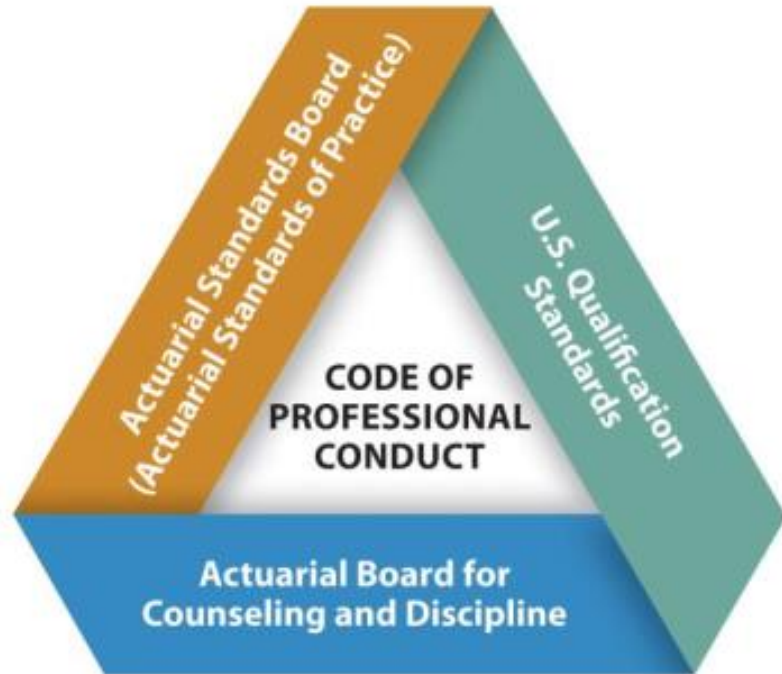 Actuarial Standards Board
(Actuarial Standards of Practice)
U.S. Qualification
Standards
CODE OF
PROFESSIONAL
CONDUCT
Actuarial Board for
Counseling and Discipline